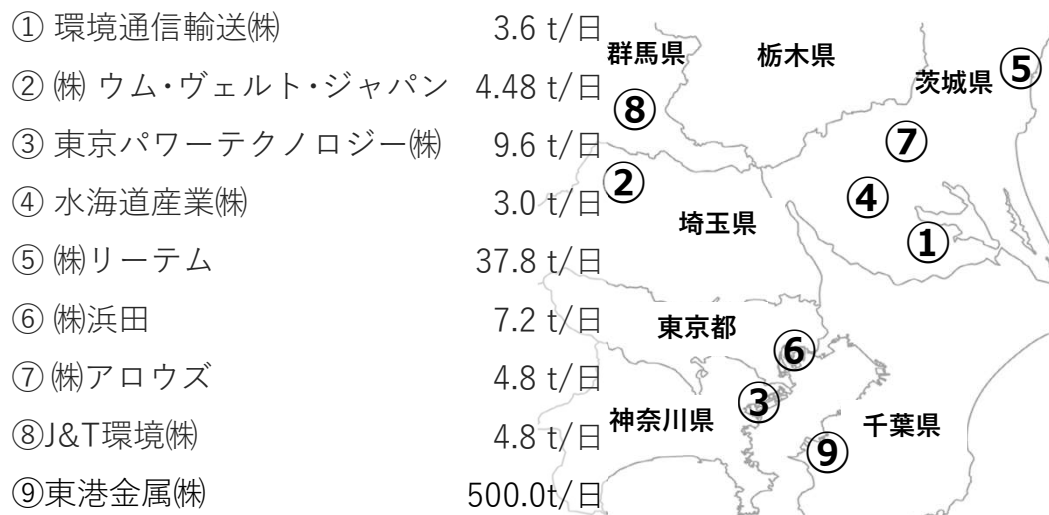 ① 環境通信輸送㈱ 3.6 t/日
② ㈱ ウム・ヴェルト・ジャパン 4.48 t/日
③ 東京パワーテクノロジー㈱ 9.6 t/日
④ 水海道産業㈱ 3.0 t/日
⑤ ㈱リーテム 37.8 t/日
⑥ ㈱浜田 7.2 t/日
⑦ ㈱アロウズ 4.8 t/日
⑧J&T環境㈱ 4.8 t/日
⑨東港金属㈱ 500.0t/日
群馬県
栃木県
茨城県
⑤
⑧
⑦
②
④
埼玉県
①
東京都
⑥
③
神奈川県
千葉県
⑨